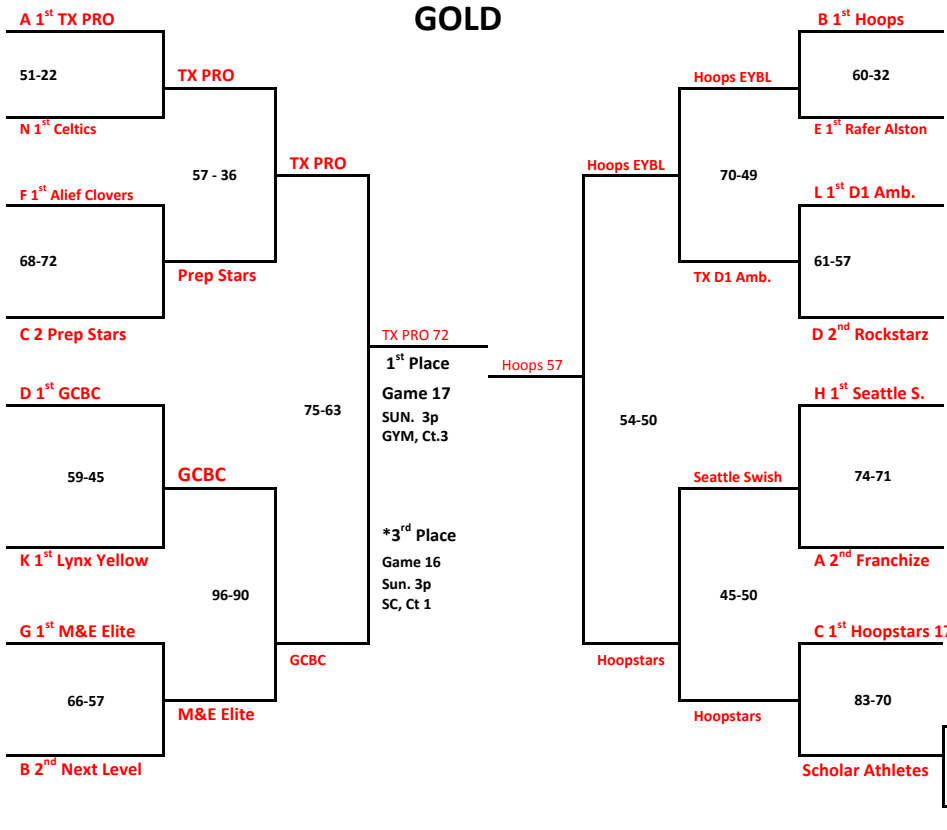 GOLD
A 1st TX PRO
B 1st Hoops
51-22
TX PRO
Hoops EYBL
60-32
N 1st Celtics
E 1st Rafer Alston
57 - 36
TX PRO
Hoops EYBL
70-49
F 1st Alief Clovers
L 1st D1 Amb.
68-72
Prep Stars
TX D1 Amb.
61-57
C 2 Prep Stars
D 2nd Rockstarz
TX PRO 72
1st Place
Hoops 57
Game 17
SUN. 3p
GYM, Ct.3
D 1st GCBC
H 1st Seattle S.
75-63
54-50
59-45
GCBC
Seattle Swish
74-71
K 1st Lynx Yellow
A 2nd Franchize
*3rd Place
Game 16
Sun. 3p
SC, Ct 1
96-90
45-50
G 1st M&E Elite
C 1st Hoopstars 17
GCBC
Hoopstars
66-57
M&E Elite
Hoopstars
83-70
B 2nd Next Level
Scholar Athletes